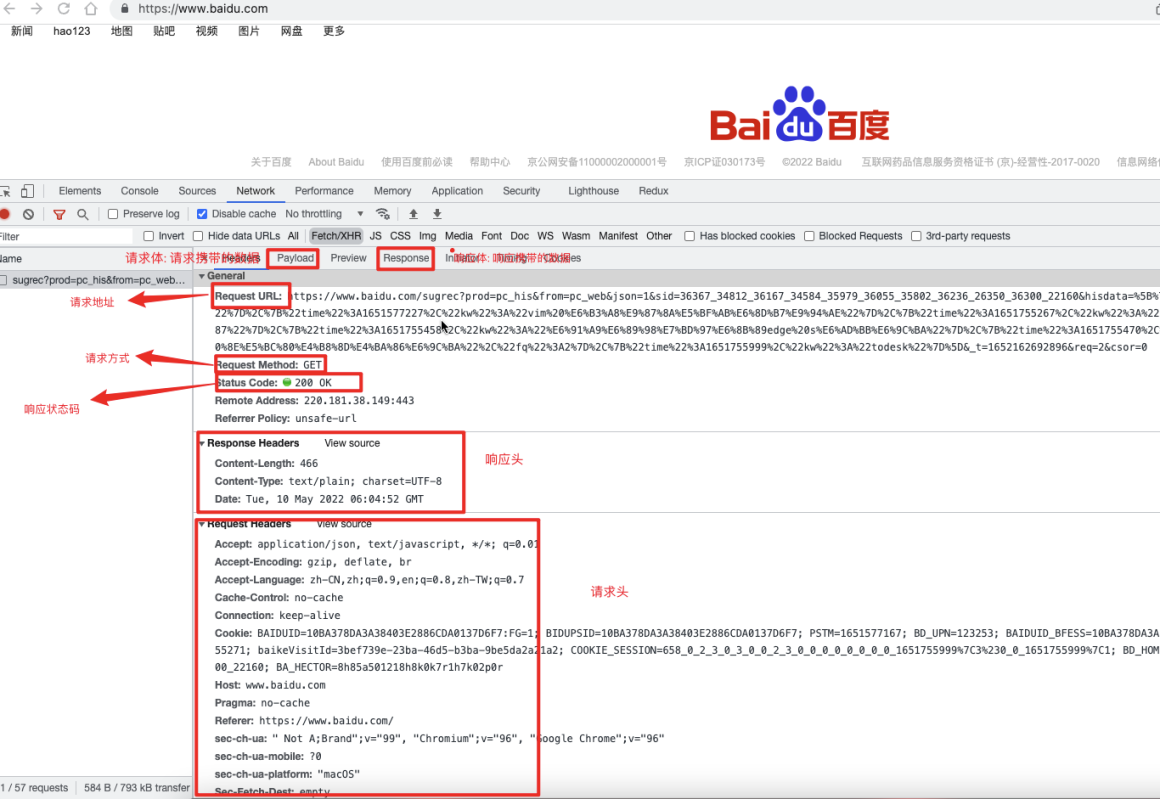 https://www.baidu.com
新闻 hao123 地图 贴吧 视频 图片 网盘 更多
Bai du 百度
关于百度 About Baidu 使用百度前必读 帮助中心 京公网安备11000002000001号 京ICP证030173号 ©2022 Baidu 互联网药品信息服务资格证书 (京)-经营性-2017-0020 信息网络
Elements Console Sources Network Performance Memory Application Security Lighthouse Redux
Preserve log Disable cache No throttling
Filter Invert Hide data URLs All Fetch/XHR JS CSS Img Media Font Doc WS Wasm Manifest Other Has blocked cookies Blocked Requests 3rd-party requests
ame 请求体: 请求携带的数据 Headers Payload Preview Response 响应体: 响应携带的数据 Cookies
sugrec?prod=pc_his&from=pc_web...
General
请求地址
Request URL: https://www.baidu.com/sugrec?prod=pc_his&from=pc_web&json=1&sid=36367_34812_36167_34584_35979_36055_35802_36236_26350_36300_22160&hisdata=%5B%7
22%7D%2C%7B%22time%22%3A1651577227%2C%22kw%22%3A%22vim%20%E6%B3%A8%E9%87%8A%E5%BF%AB%E6%8D%B7%E9%94%AE%22%7D%2C%7B%22time%22%3A1651755267%2C%22kw%22%3A%22
87%22%7D%2C%7B%22time%22%3A1651755458%2C%22kw%22%3A%22%E6%91%A9%E6%89%98%E7%BD%97%E6%8B%89edge%20s%E6%AD%BB%E6%9C%BA%22%7D%2C%7B%22time%22%3A1651755470%2C
0%8E%E5%BC%80%E4%B8%8D%E4%BA%86%E6%9C%BA%22%2C%22fq%22%3A2%7D%2C%7B%22time%22%3A1651755999%2C%22kw%22%3A%22todesk%22%7D%5D&_t=1652162692896&req=2&csor=0
请求方式
Request Method: GET
Status Code: 200 OK
响应状态码
Remote Address: 220.181.38.149:443
Referrer Policy: unsafe-url
Response Headers View source
响应头
Content-Length: 466
Content-Type: text/plain; charset=UTF-8
Date: Tue, 10 May 2022 06:04:52 GMT
Request Headers View source
Accept: application/json, text/javascript, */*; q=0.01
Accept-Encoding: gzip, deflate, br
Accept-Language: zh-CN,zh;q=0.9,en;q=0.8,zh-TW;q=0.7
请求头
Cache-Control: no-cache
Connection: keep-alive
Cookie: BAIDUID=10BA378DA3A38403E2886CDA0137D6F7:FG=1; BIDUPSID=10BA378DA3A38403E2886CDA0137D6F7; PSTM=1651577167; BD_UPN=123253; BAIDUID_BFESS=10BA378DA3A
55271; baikeVisitId=3bef739e-23ba-46d5-b3ba-9be5da2a21a2; COOKIE_SESSION=658_0_2_3_0_3_0_0_2_3_0_0_0_0_0_0_0_0_1651755999%7C3%230_0_1651755999%7C1; BD_HOM
00_22160; BA_HECTOR=8h85a501218h8k0k7r1h7k02p0r
Host: www.baidu.com
Pragma: no-cache
Referer: https://www.baidu.com/
sec-ch-ua: " Not A;Brand";v="99", "Chromium";v="96", "Google Chrome";v="96"
sec-ch-ua-mobile: ?0
sec-ch-ua-platform: "macOS"
Sec-Fetch-Dest: empty
1 / 57 requests 584 B / 793 kB transfer